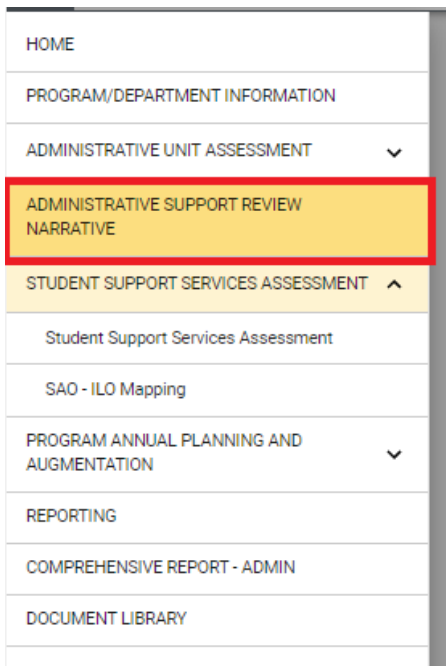 HOME
PROGRAM/DEPARTMENT INFORMATION
ADMINISTRATIVE UNIT ASSESSMENT
ADMINISTRATIVE SUPPORT REVIEW
NARRATIVE
STUDENT SUPPORT SERVICES ASSESSMENT
Student Support Services Assessment
SAO - ILO Mapping
PROGRAM ANNUAL PLANNING AND
AUGMENTATION
REPORTING
COMPREHENSIVE REPORT - ADMIN
DOCUMENT LIBRARY